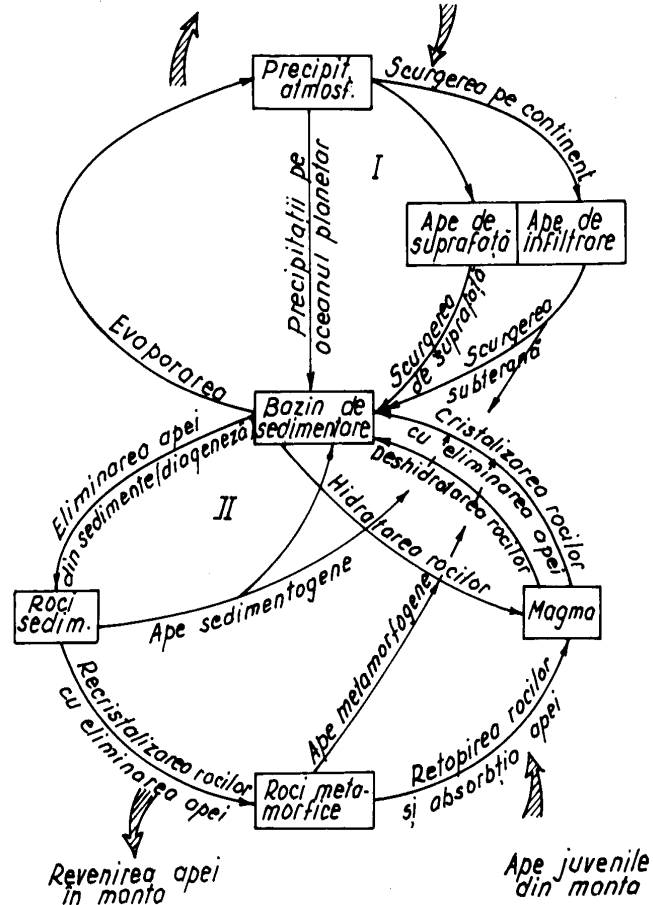 Precipit.
atmosf.
Scurgerea pe continent
I
Precipitații pe
oceanul planetar
Ape de
suprafață
Ape de
infiltrare
Evaporarea
Scurgerea
de suprafață
Scurgerea
subterană
Bazin de
sedimentare
Eliminarea apei
din sedimente (diageneză)
II
Hidratarea rocilor
Cristalizarea rocilor
cu eliminarea apei
Deshidratarea rocilor
Roci
sedim.
Ape sedimentogene
Magma
Ape metamorfogene
Recristalizarea rocilor
cu eliminarea apei
Roci meta-
morfice
Retopirea rocilor
și absorbția apei
Revenirea apei
în manta
Ape juvenile
din manta